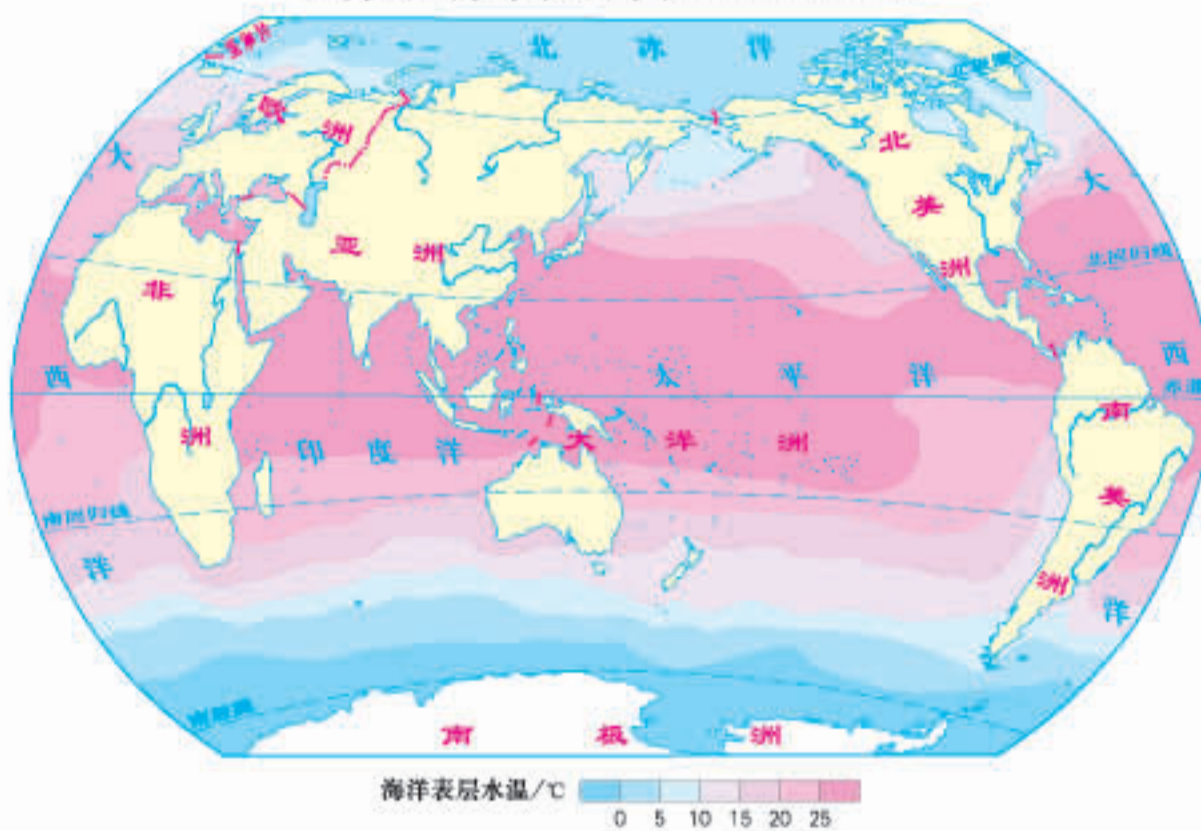 北 冰 洋
欧 洲
大
北
美
洲
大
亚 洲
北回归线
非
洲
西
太 平 洋
西
赤道
印 度 洋
大 洋 洲
南
美
洲
南回归线
洋
洋
南极圈
南 极 洲
海洋表层水温/℃
0 5 10 15 20 25